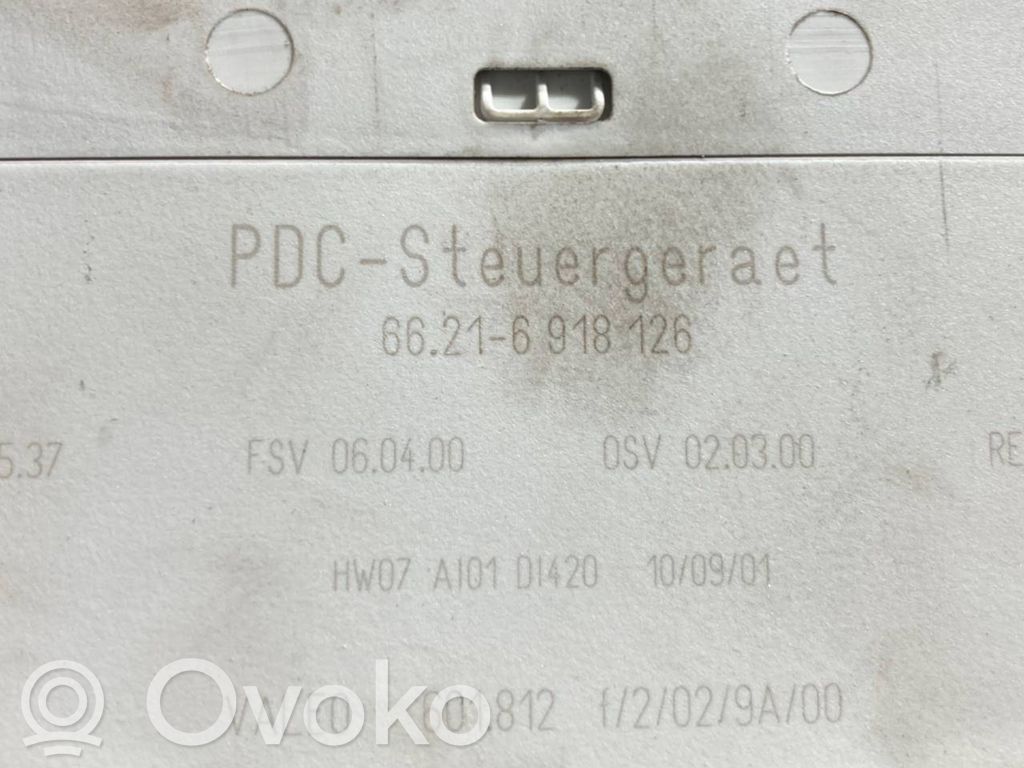 PDC-Steuergeraet
66.21-6 918 126
5.37 FSV 06.04.00 OSV 02.03.00 RE
HW07 AI01 DI420 10/09/01
812 f/2/02/9A/00
Ovoko